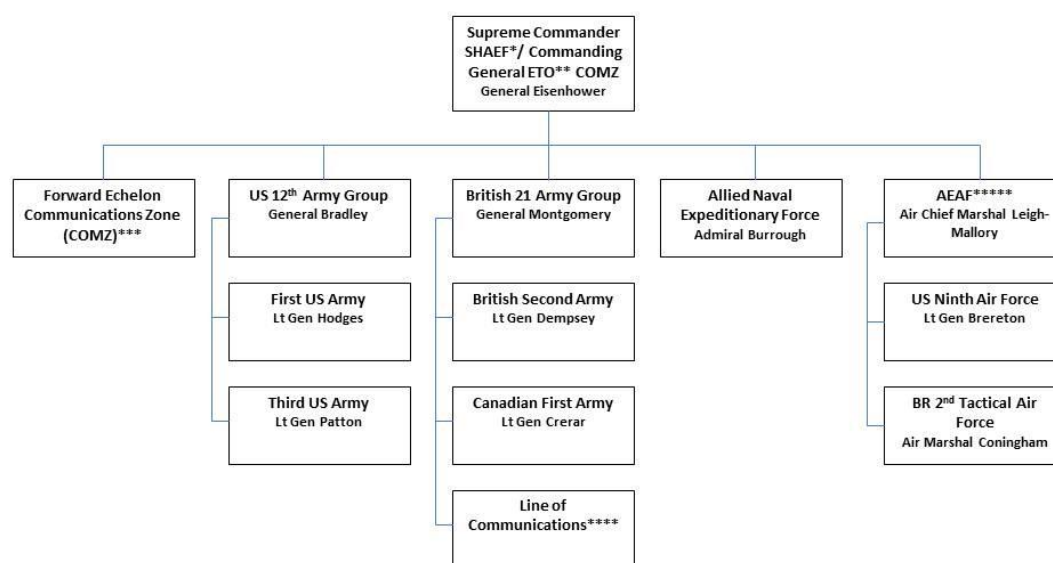 Supreme Commander
SHAEF*/ Commanding
General ETO** COMZ
General Eisenhower
Forward Echelon
Communications Zone
(COMZ)***
US 12th Army Group
General Bradley
British 21 Army Group
General Montgomery
Allied Naval
Expeditionary Force
Admiral Burrough
AEAF*****
Air Chief Marshal Leigh-
Mallory
First US Army
Lt Gen Hodges
British Second Army
Lt Gen Dempsey
US Ninth Air Force
Lt Gen Brereton
Third US Army
Lt Gen Patton
Canadian First Army
Lt Gen Crerar
BR 2nd Tactical Air
Force
Air Marshal Coningham
Line of
Communications****